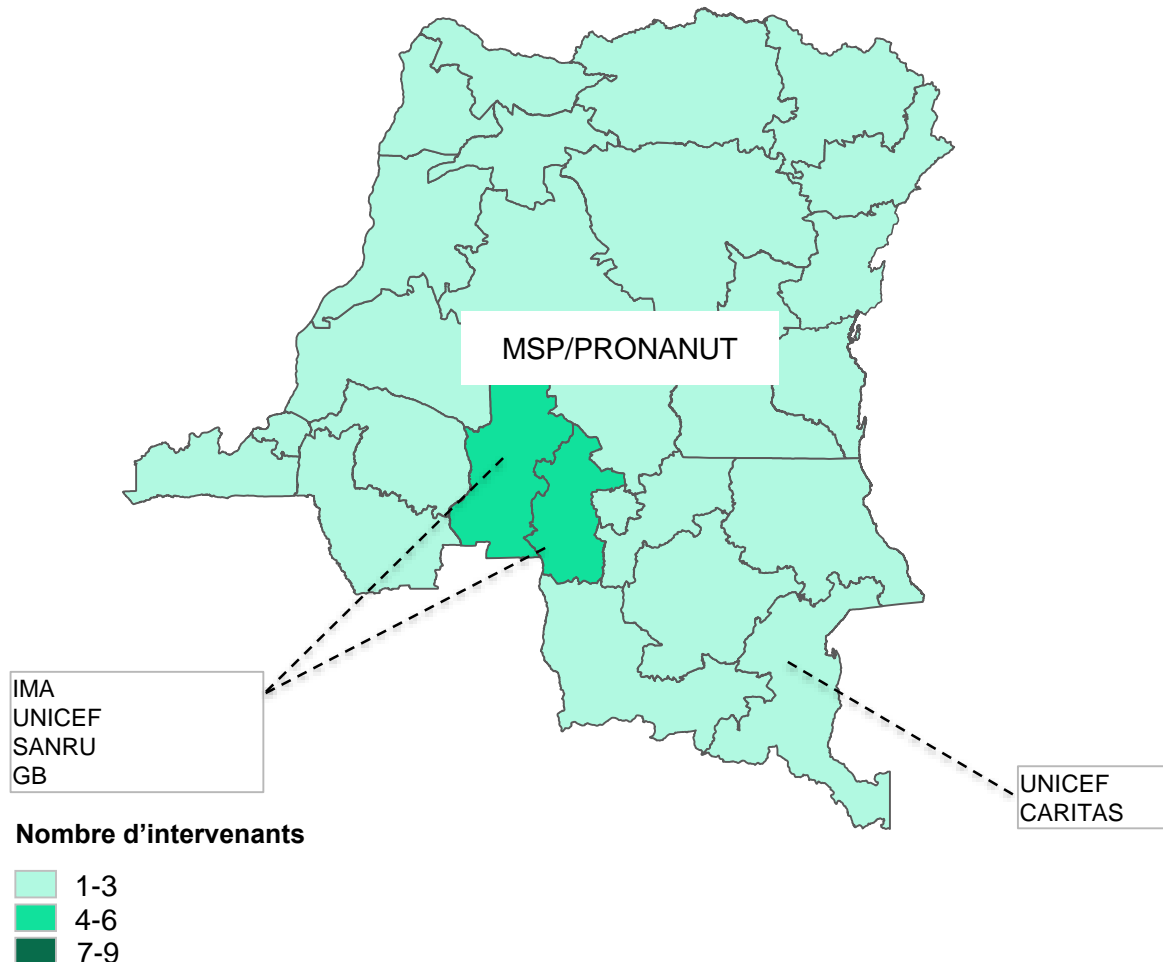 MSP/PRONANUT
IMA
UNICEF
SANRU
GB
UNICEF
CARITAS
Nombre d’intervenants
1-3
4-6
7-9